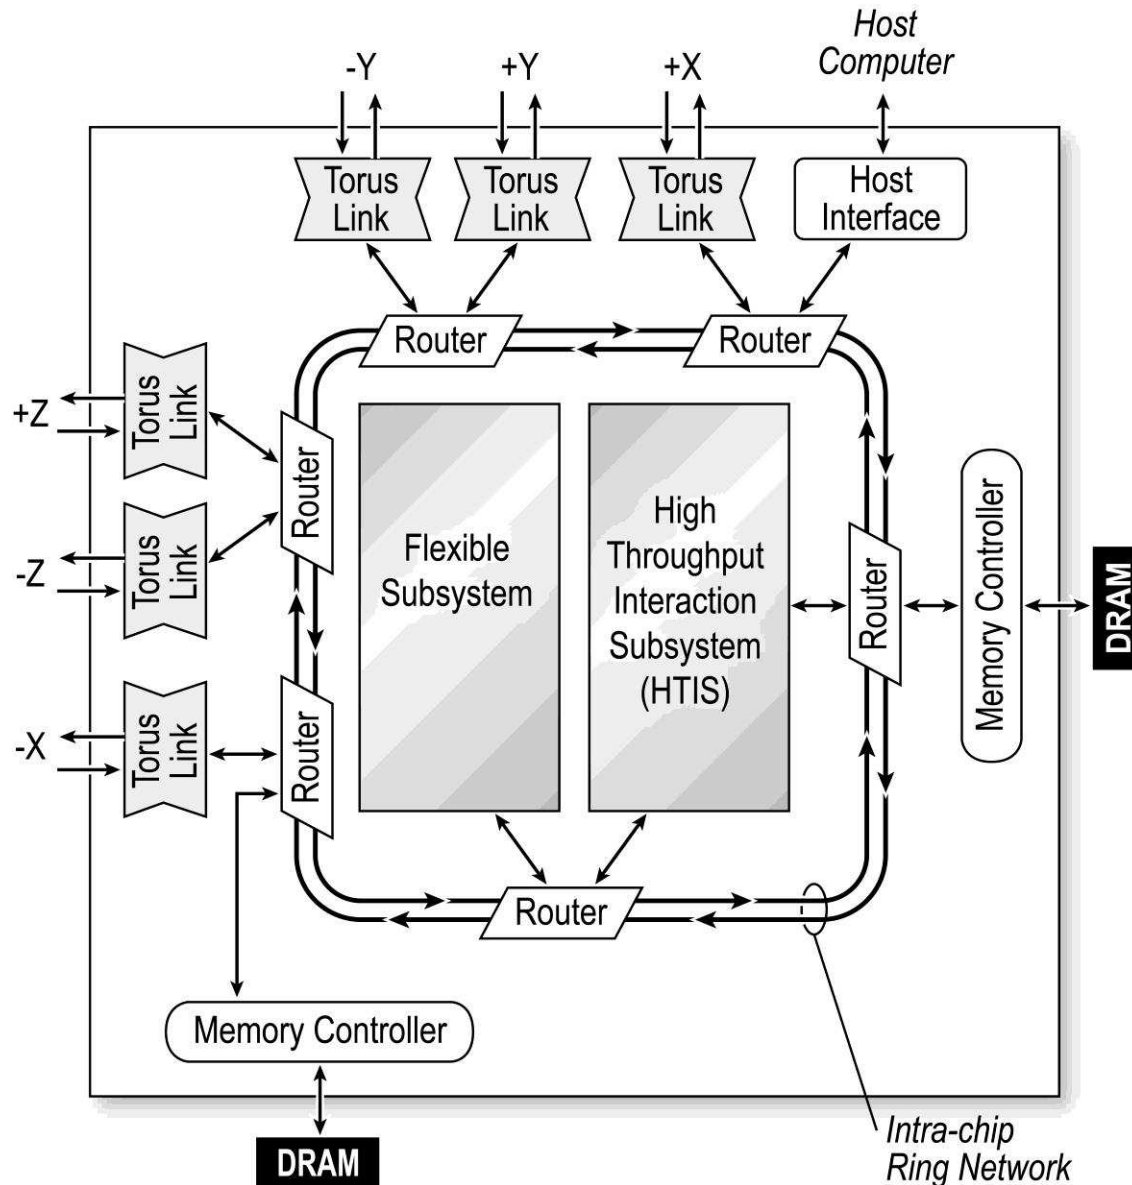 Host
Computer
-Y
+Y
+X
Torus
Link
Torus
Link
Torus
Link
Host
Interface
Router
Router
+Z
Torus
Link
Router
-Z
Torus
Link
Flexible
Subsystem
High
Throughput
Interaction
Subsystem
(HTIS)
Router
Memory Controller
DRAM
-X
Torus
Link
Router
Router
Memory Controller
DRAM
Intra-chip
Ring Network